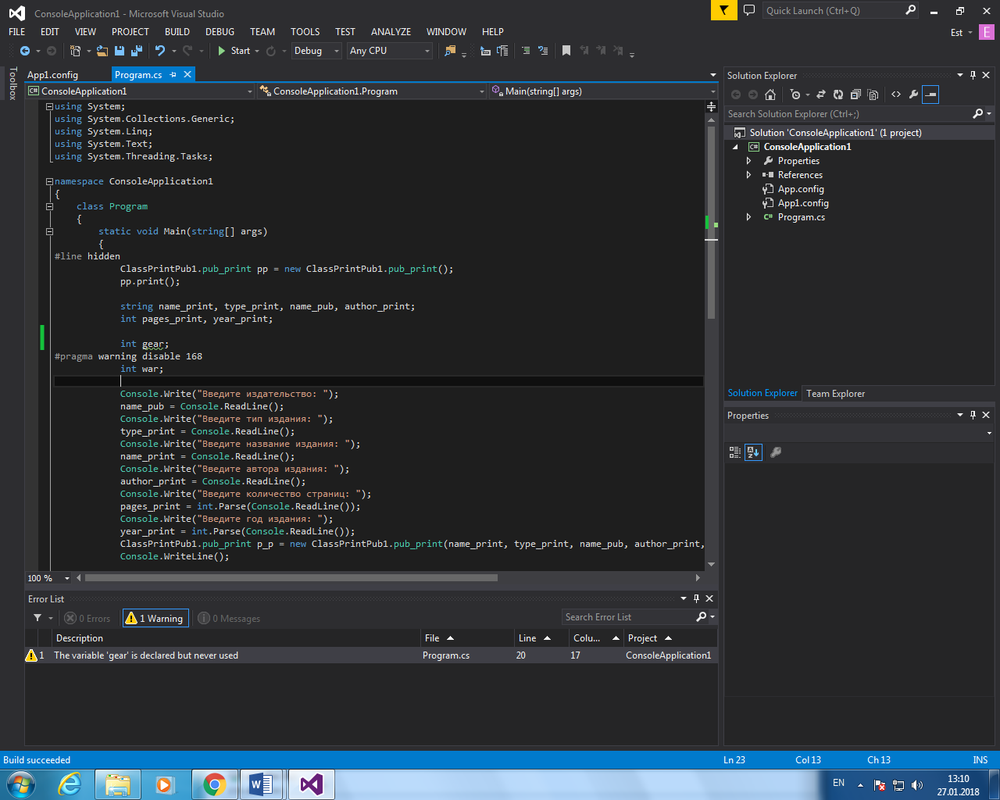 ConsoleApplication1 - Microsoft Visual Studio
Quick Launch (Ctrl+Q)
FILE EDIT VIEW PROJECT BUILD DEBUG TEAM TOOLS TEST ANALYZE WINDOW HELP
Est E
Start Debug Any CPU
Toolbox
App1.config Program.cs
ConsoleApplication1 ConsoleApplication1.Program Main(string[] args)
using System;
using System.Collections.Generic;
using System.Linq;
using System.Text;
using System.Threading.Tasks;
namespace ConsoleApplication1
{
class Program
{
static void Main(string[] args)
{
#line hidden
ClassPrintPub1.pub_print pp = new ClassPrintPub1.pub_print();
pp.print();
string name_print, type_print, name_pub, author_print;
int pages_print, year_print;
int gear;
#pragma warning disable 168
int war;
Console.Write("Введите издательство: ");
name_pub = Console.ReadLine();
Console.Write("Введите тип издания: ");
type_print = Console.ReadLine();
Console.Write("Введите название издания: ");
name_print = Console.ReadLine();
Console.Write("Введите автора издания: ");
author_print = Console.ReadLine();
Console.Write("Введите количество страниц: ");
pages_print = int.Parse(Console.ReadLine());
Console.Write("Введите год издания: ");
year_print = int.Parse(Console.ReadLine());
ClassPrintPub1.pub_print p_p = new ClassPrintPub1.pub_print(name_print, type_print, name_pub, author_print,
Console.WriteLine();
100 %
Solution Explorer
Search Solution Explorer (Ctrl+;)
Solution 'ConsoleApplication1' (1 project)
C# ConsoleApplication1
Properties
References
App.config
App1.config
C# Program.cs
Solution Explorer Team Explorer
Properties
Error List
0 Errors 1 Warning 0 Messages
Search Error List
Description File Line Colu... Project
1 The variable 'gear' is declared but never used Program.cs 20 17 ConsoleApplication1
Build succeeded Ln 23 Col 13 Ch 13 INS
EN 13:10
27.01.2018